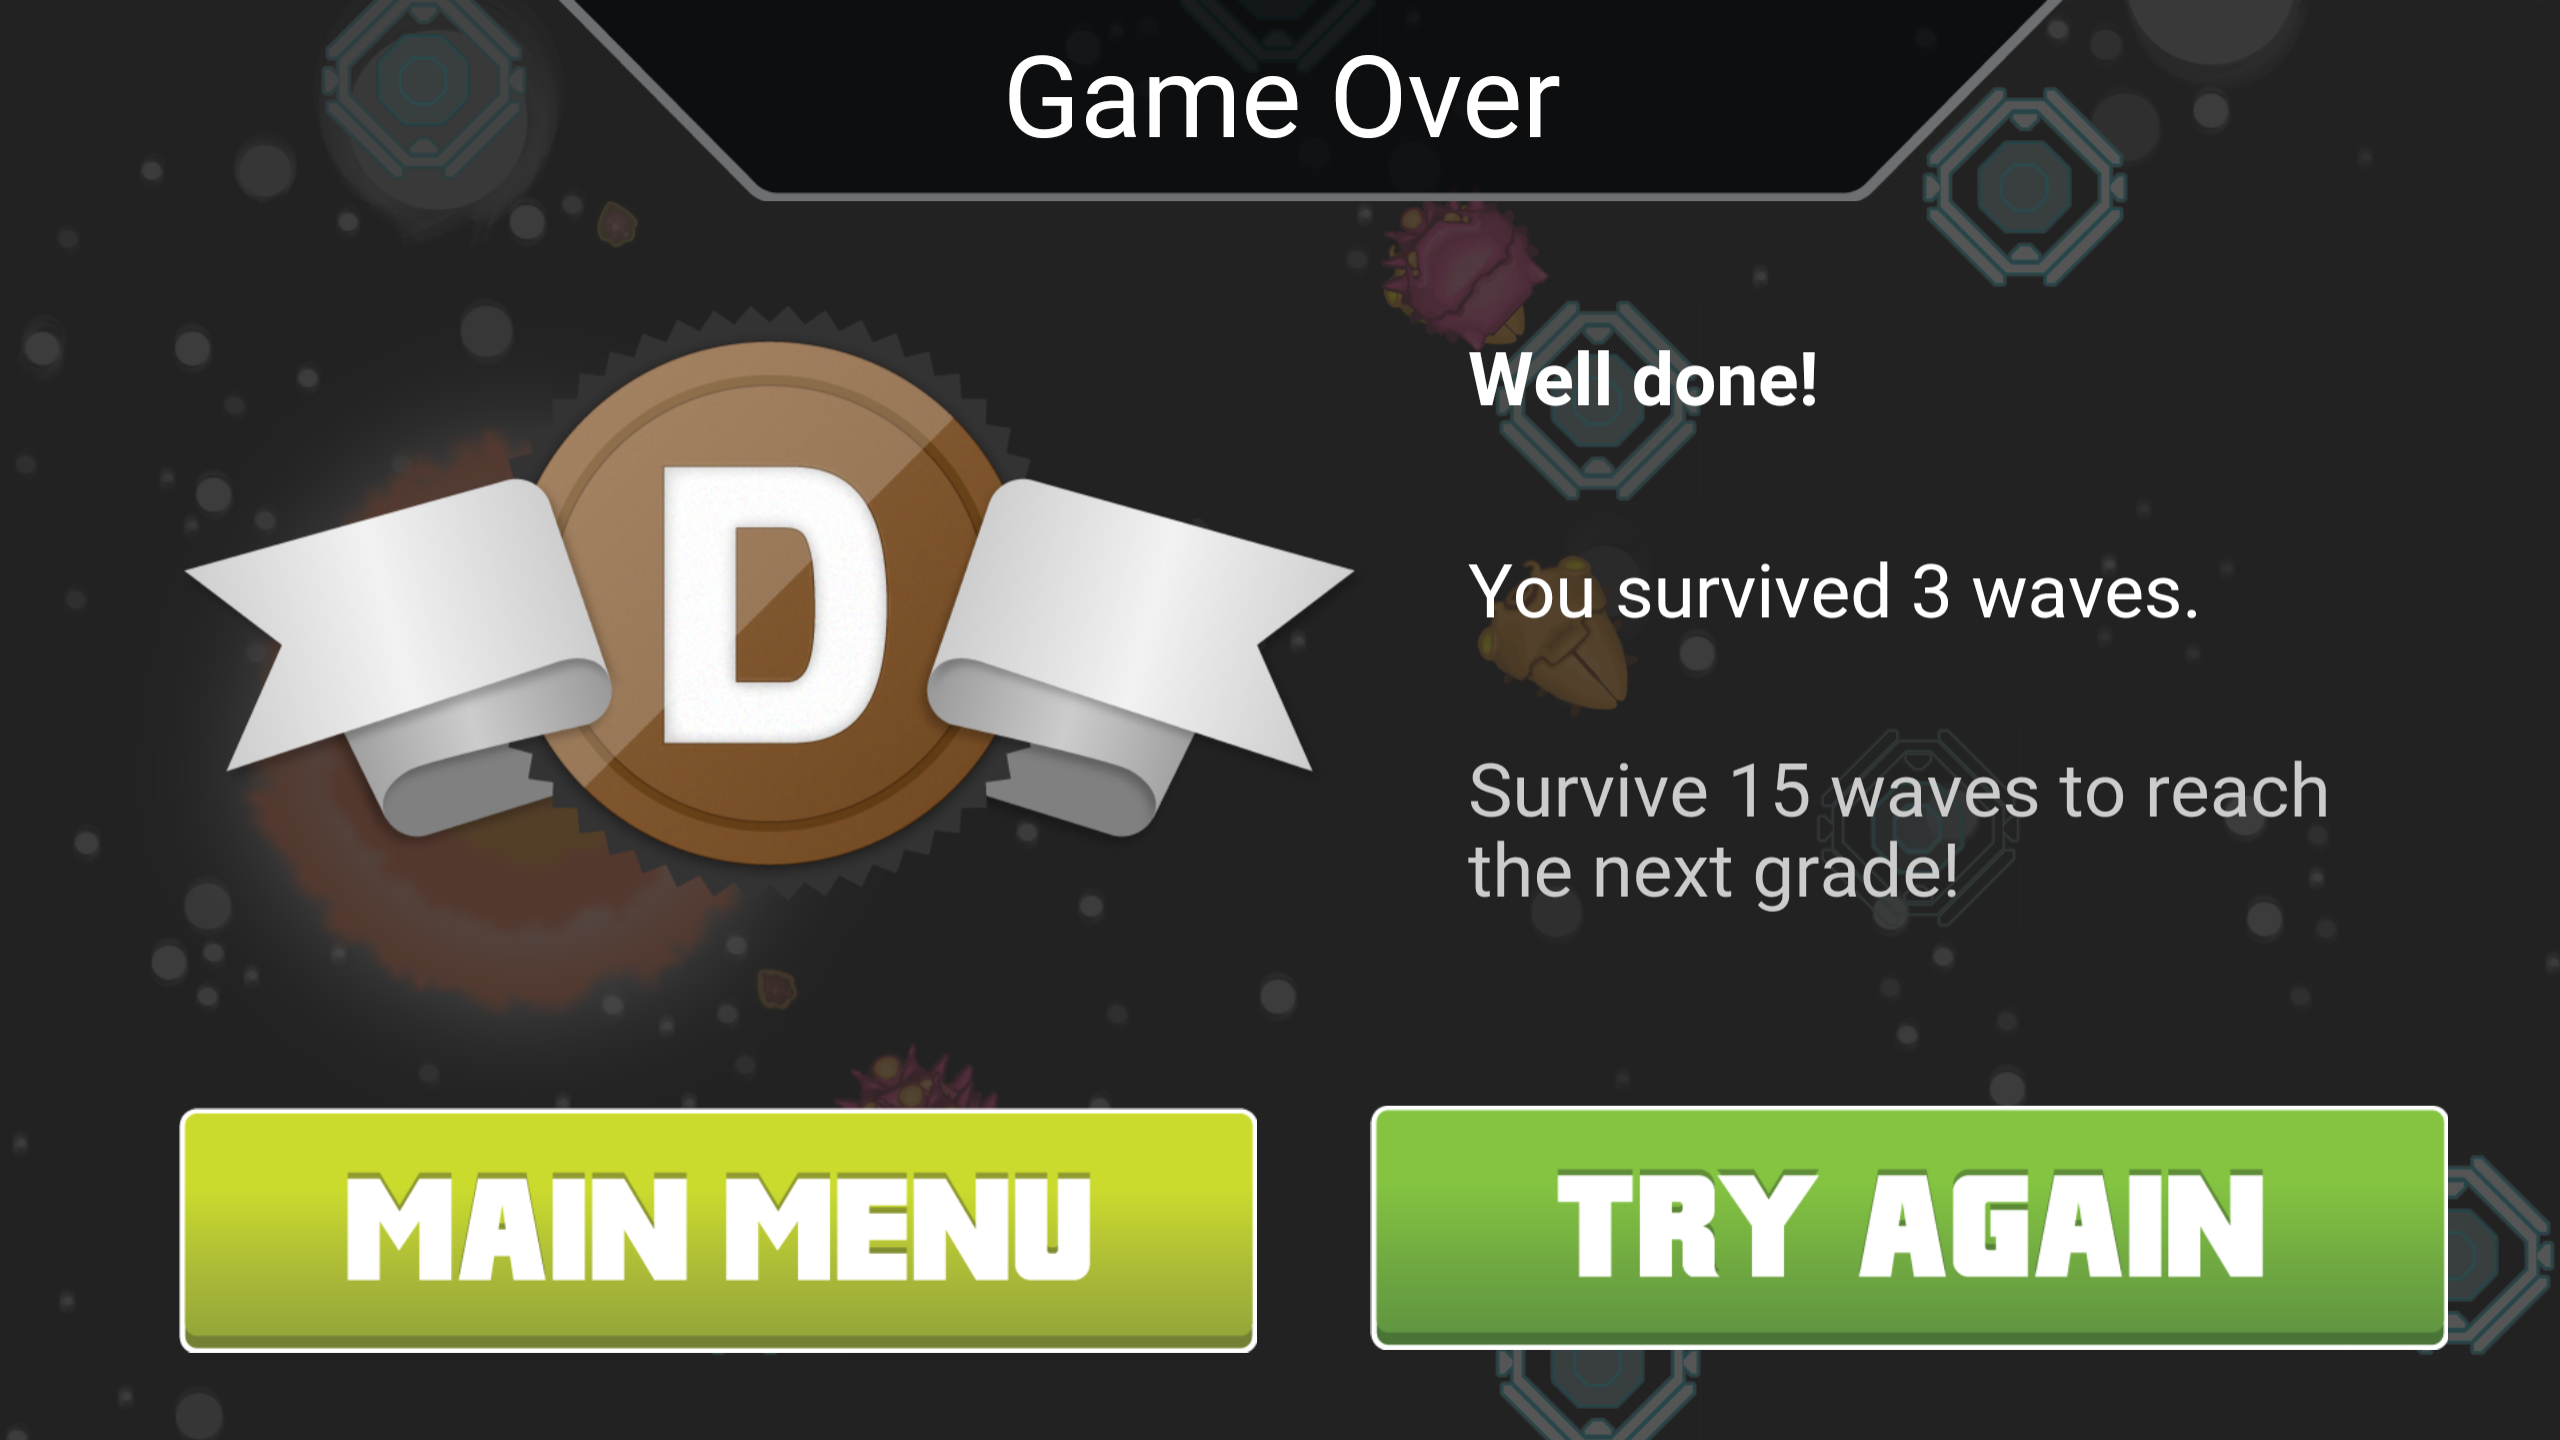 Game Over
D
Well done!
You survived 3 waves.
Survive 15 waves to reach
the next grade!
MAIN MENU
TRY AGAIN